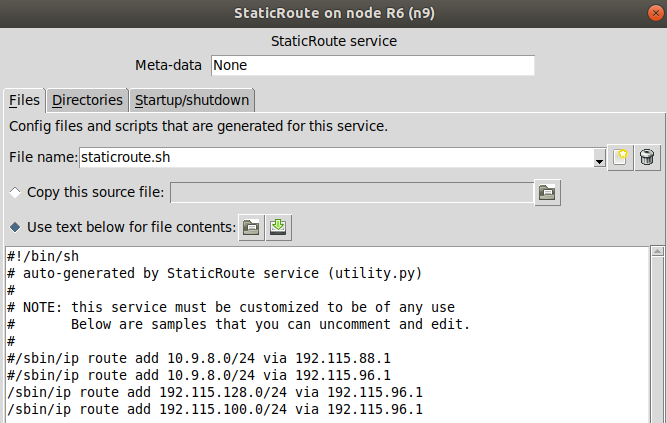 StaticRoute on node R6 (n9)
StaticRoute service
Meta-data None
Files Directories Startup/shutdown
Config files and scripts that are generated for this service.
File name: staticroute.sh
Copy this source file:
Use text below for file contents:
#!/bin/sh
# auto-generated by StaticRoute service (utility.py)
#
# NOTE: this service must be customized to be of any use
#       Below are samples that you can uncomment and edit.
#
#/sbin/ip route add 10.9.8.0/24 via 192.115.88.1
#/sbin/ip route add 10.9.8.0/24 via 192.115.96.1
/sbin/ip route add 192.115.128.0/24 via 192.115.96.1
/sbin/ip route add 192.115.100.0/24 via 192.115.96.1